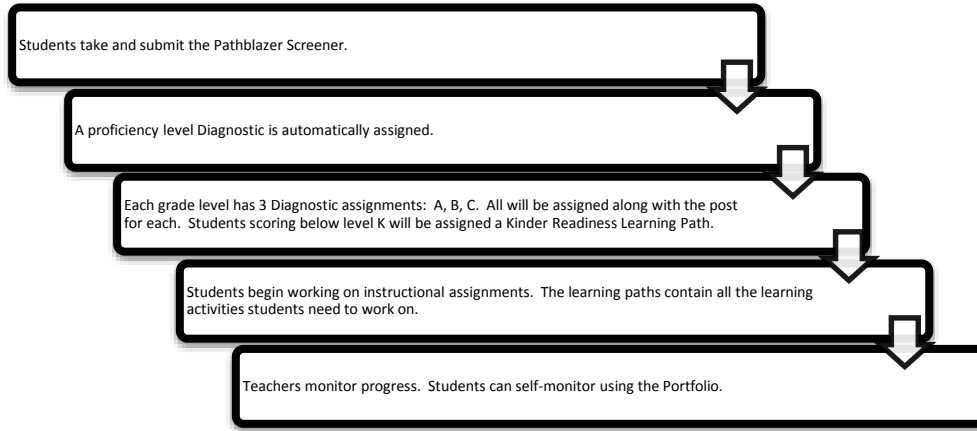 Students take and submit the Pathblazer Screener.
A proficiency level Diagnostic is automatically assigned.
Each grade level has 3 Diagnostic assignments:  A, B, C.  All will be assigned along with the post
for each.  Students scoring below level K will be assigned a Kinder Readiness Learning Path.
Students begin working on instructional assignments.  The learning paths contain all the learning
activities students need to work on.
Teachers monitor progress.  Students can self-monitor using the Portfolio.